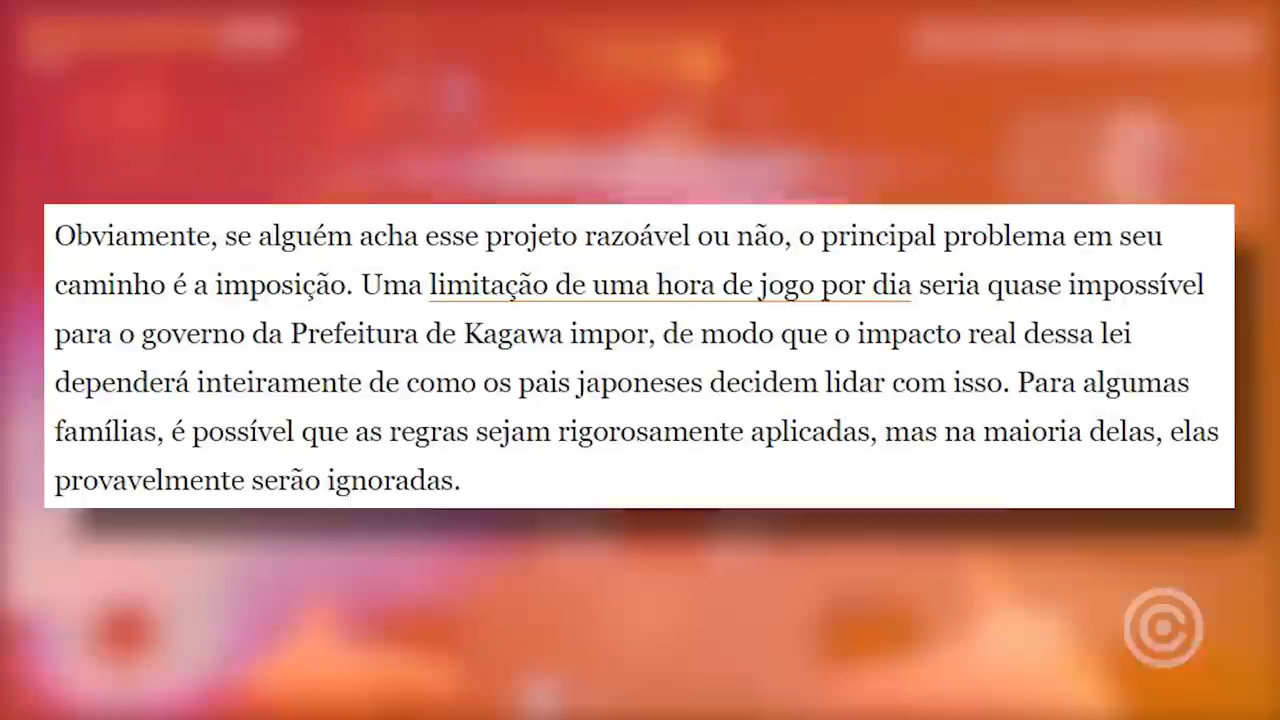 Obviamente, se alguém acha esse projeto razoável ou não, o principal problema em seu
caminho é a imposição. Uma limitação de uma hora de jogo por dia seria quase impossível
para o governo da Prefeitura de Kagawa impor, de modo que o impacto real dessa lei
dependerá inteiramente de como os pais japoneses decidem lidar com isso. Para algumas
famílias, é possível que as regras sejam rigorosamente aplicadas, mas na maioria delas, elas
provavelmente serão ignoradas.